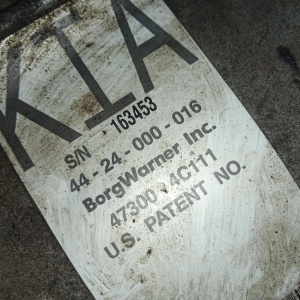 KIA
S/N 163453
44-24-000-016
BorgWarner Inc.
47300 4C111
U.S. PATENT NO.